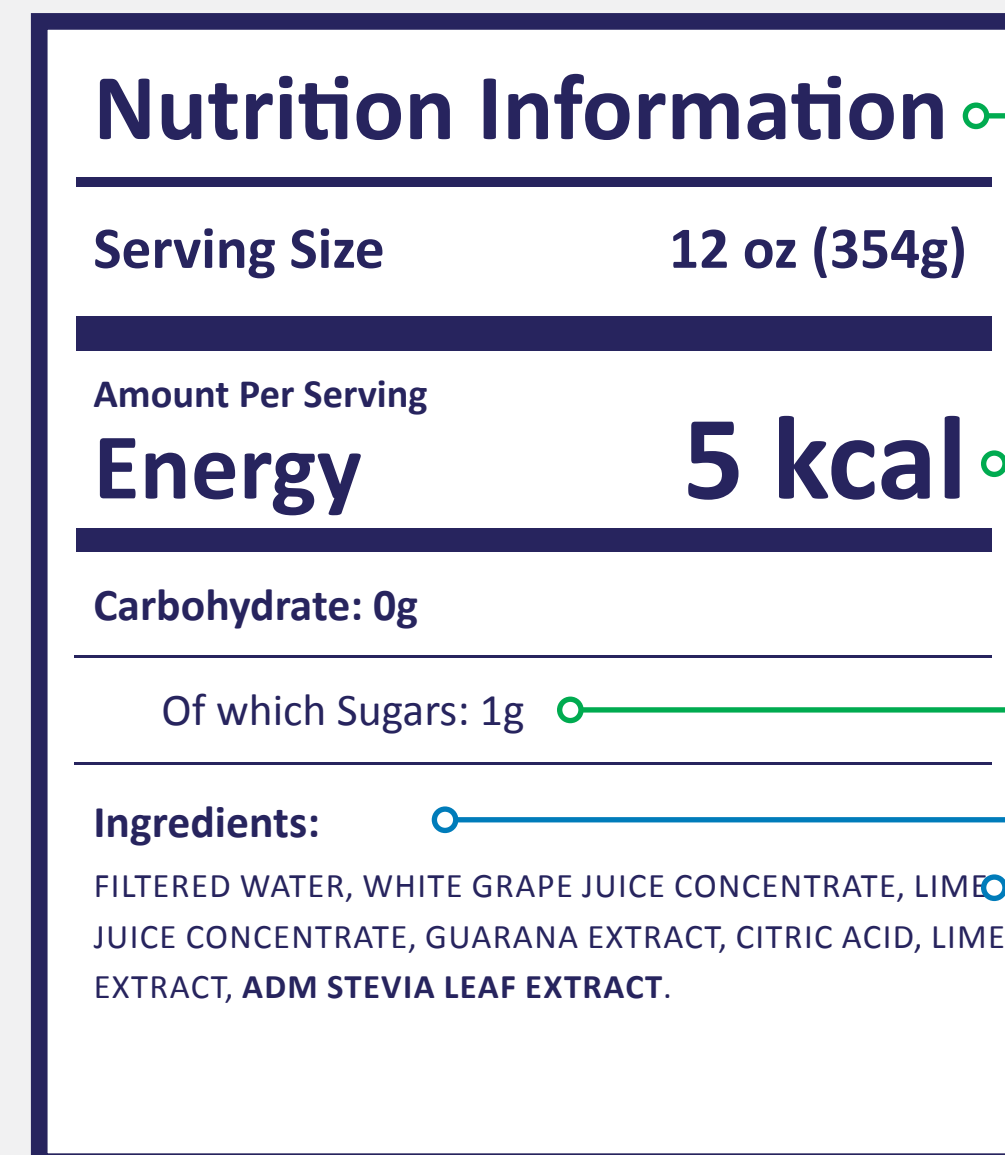 Nutrition Information
Serving Size 12 oz (354g)
Amount Per Serving
Energy 5 kcal
Carbohydrate: 0g
Of which Sugars: 1g
Ingredients:
FILTERED WATER, WHITE GRAPE JUICE CONCENTRATE, LIME
JUICE CONCENTRATE, GUARANA EXTRACT, CITRIC ACID, LIME
EXTRACT, ADM STEVIA LEAF EXTRACT.